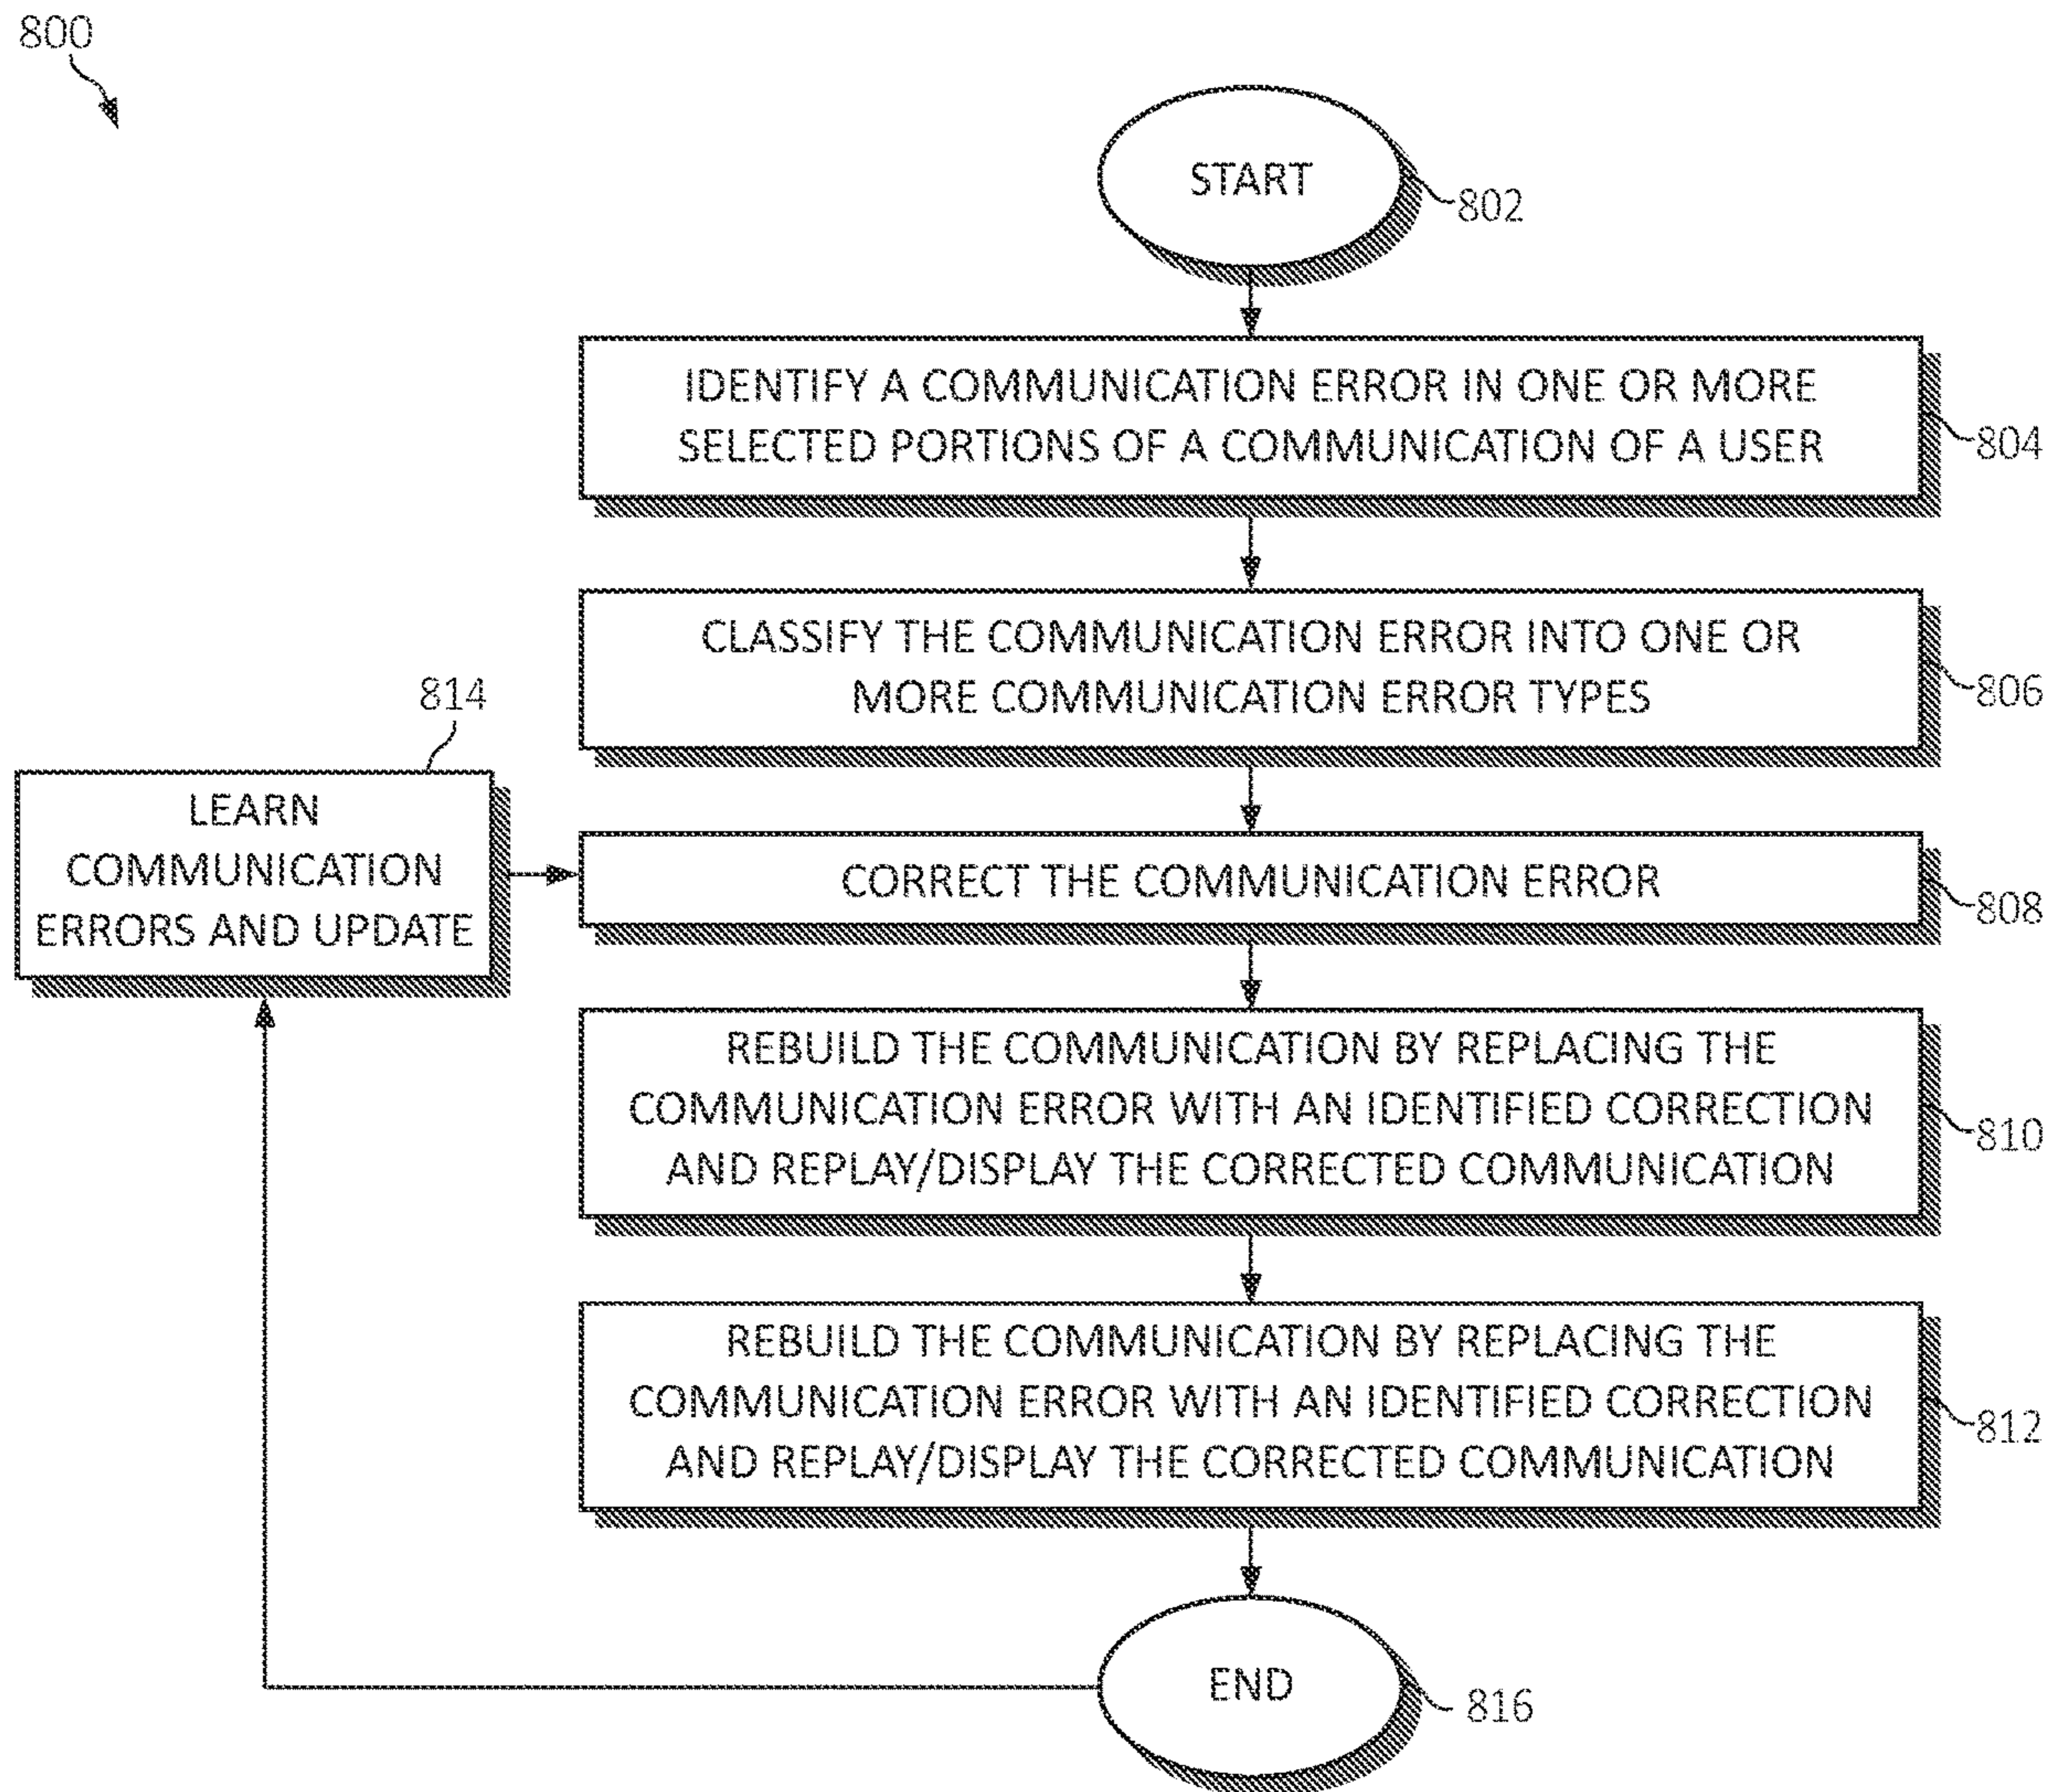 800
START
802
IDENTIFY A COMMUNICATION ERROR IN ONE OR MORE
SELECTED PORTIONS OF A COMMUNICATION OF A USER
804
CLASSIFY THE COMMUNICATION ERROR INTO ONE OR
MORE COMMUNICATION ERROR TYPES
806
814
LEARN
COMMUNICATION
ERRORS AND UPDATE
CORRECT THE COMMUNICATION ERROR
808
REBUILD THE COMMUNICATION BY REPLACING THE
COMMUNICATION ERROR WITH AN IDENTIFIED CORRECTION
AND REPLAY/DISPLAY THE CORRECTED COMMUNICATION
810
REBUILD THE COMMUNICATION BY REPLACING THE
COMMUNICATION ERROR WITH AN IDENTIFIED CORRECTION
AND REPLAY/DISPLAY THE CORRECTED COMMUNICATION
812
END
816